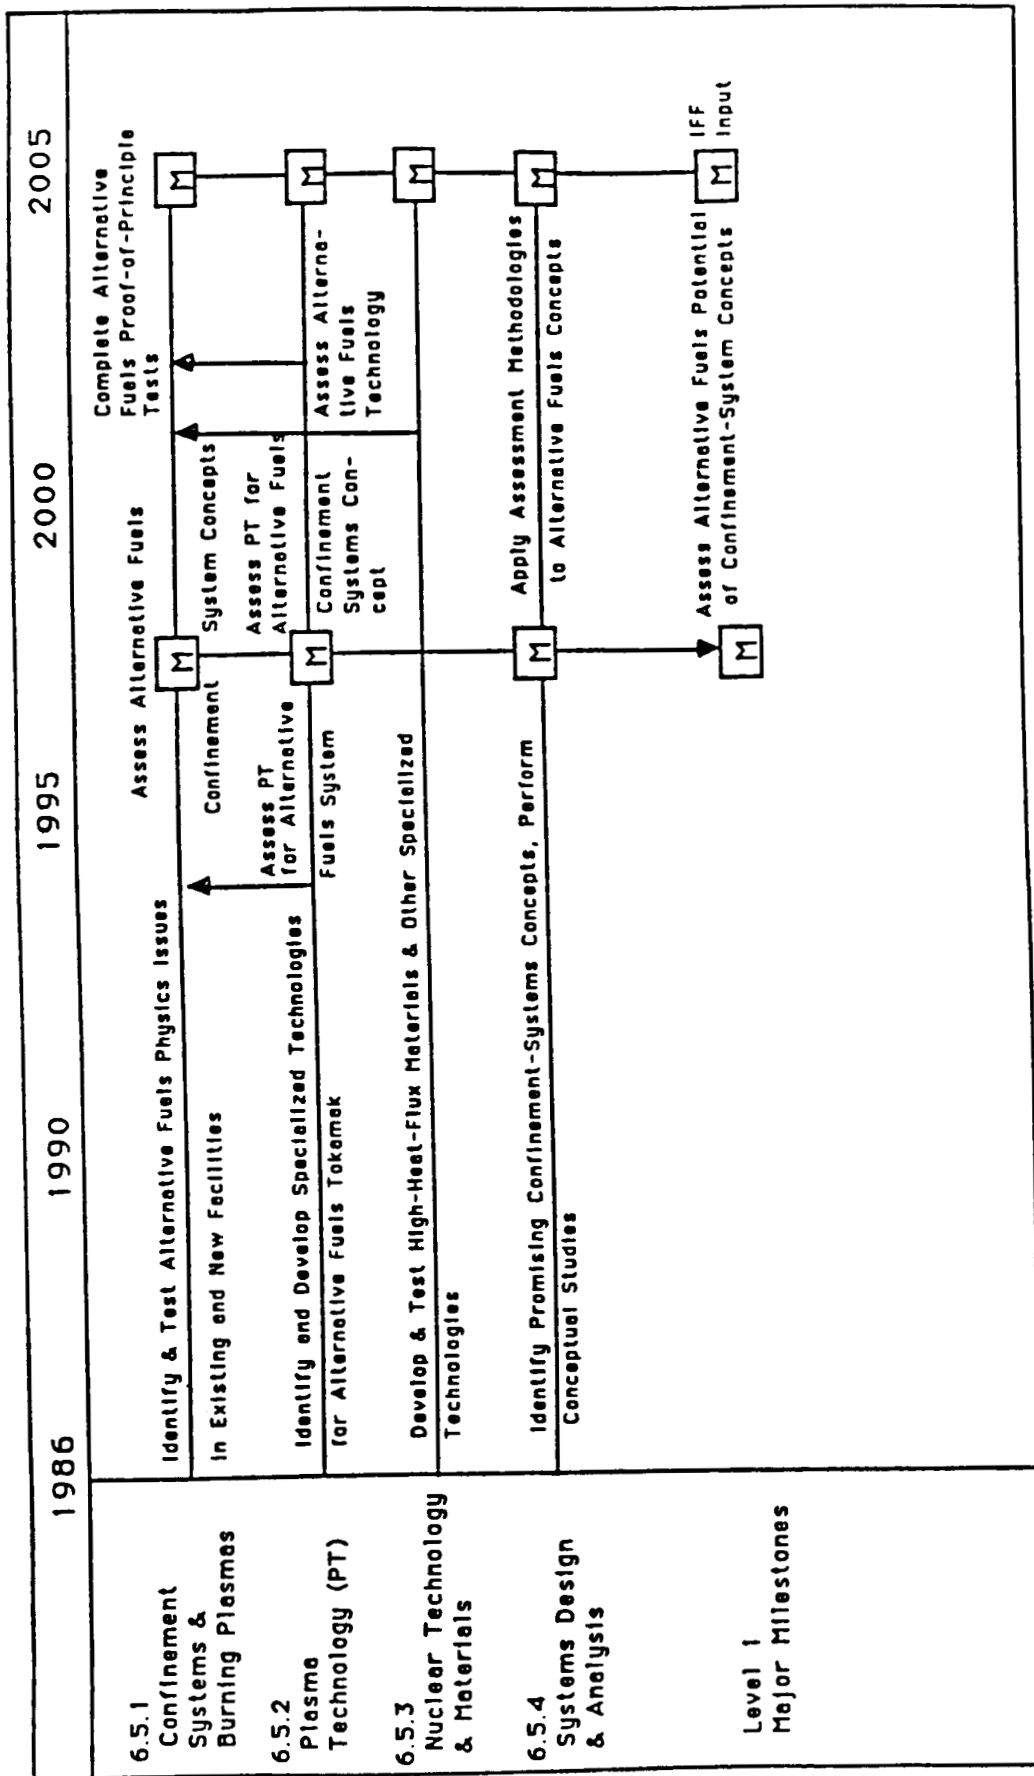 1986
1990
1995
2000
2005
6.5.1
Confinement
Systems &
Burning Plasmas
Identify & Test Alternative Fuels Physics Issues
in Existing and New Facilities
Assess Alternative Fuels
Confinement
System Concepts
Complete Alternative
Fuels Proof-of-Principle
Tests
M
M
6.5.2
Plasma
Technology (PT)
Identify and Develop Specialized Technologies
for Alternative Fuels Tokamak
Assess PT
for Alternative
Fuels System
Assess PT for
Alternative Fuels
Confinement
Systems Con-
cept
Assess Alterna-
tive Fuels
Technology
M
M
6.5.3
Nuclear Technology
& Materials
Develop & Test High-Heat-Flux Materials & Other Specialized
Technologies
M
6.5.4
Systems Design
& Analysis
Identify Promising Confinement-Systems Concepts, Perform
Conceptual Studies
Apply Assessment Methodologies
to Alternative Fuels Concepts
M
M
Level 1
Major Milestones
M
Assess Alternative Fuels Potential
of Confinement-System Concepts
M
IFF
Input